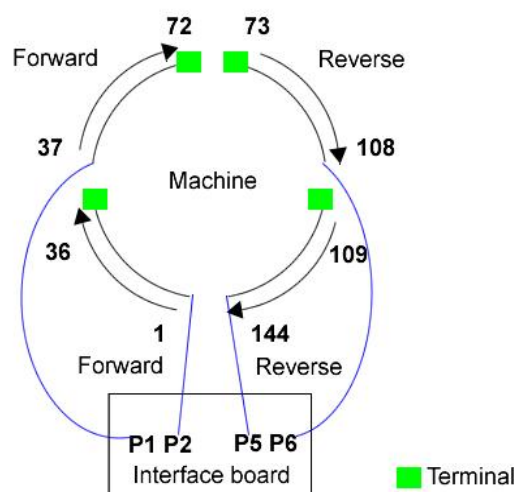 72 73
Forward Reverse
37 108
Machine
36 109
1 144
Forward Reverse
P1 P2 P5 P6
Interface board
Terminal